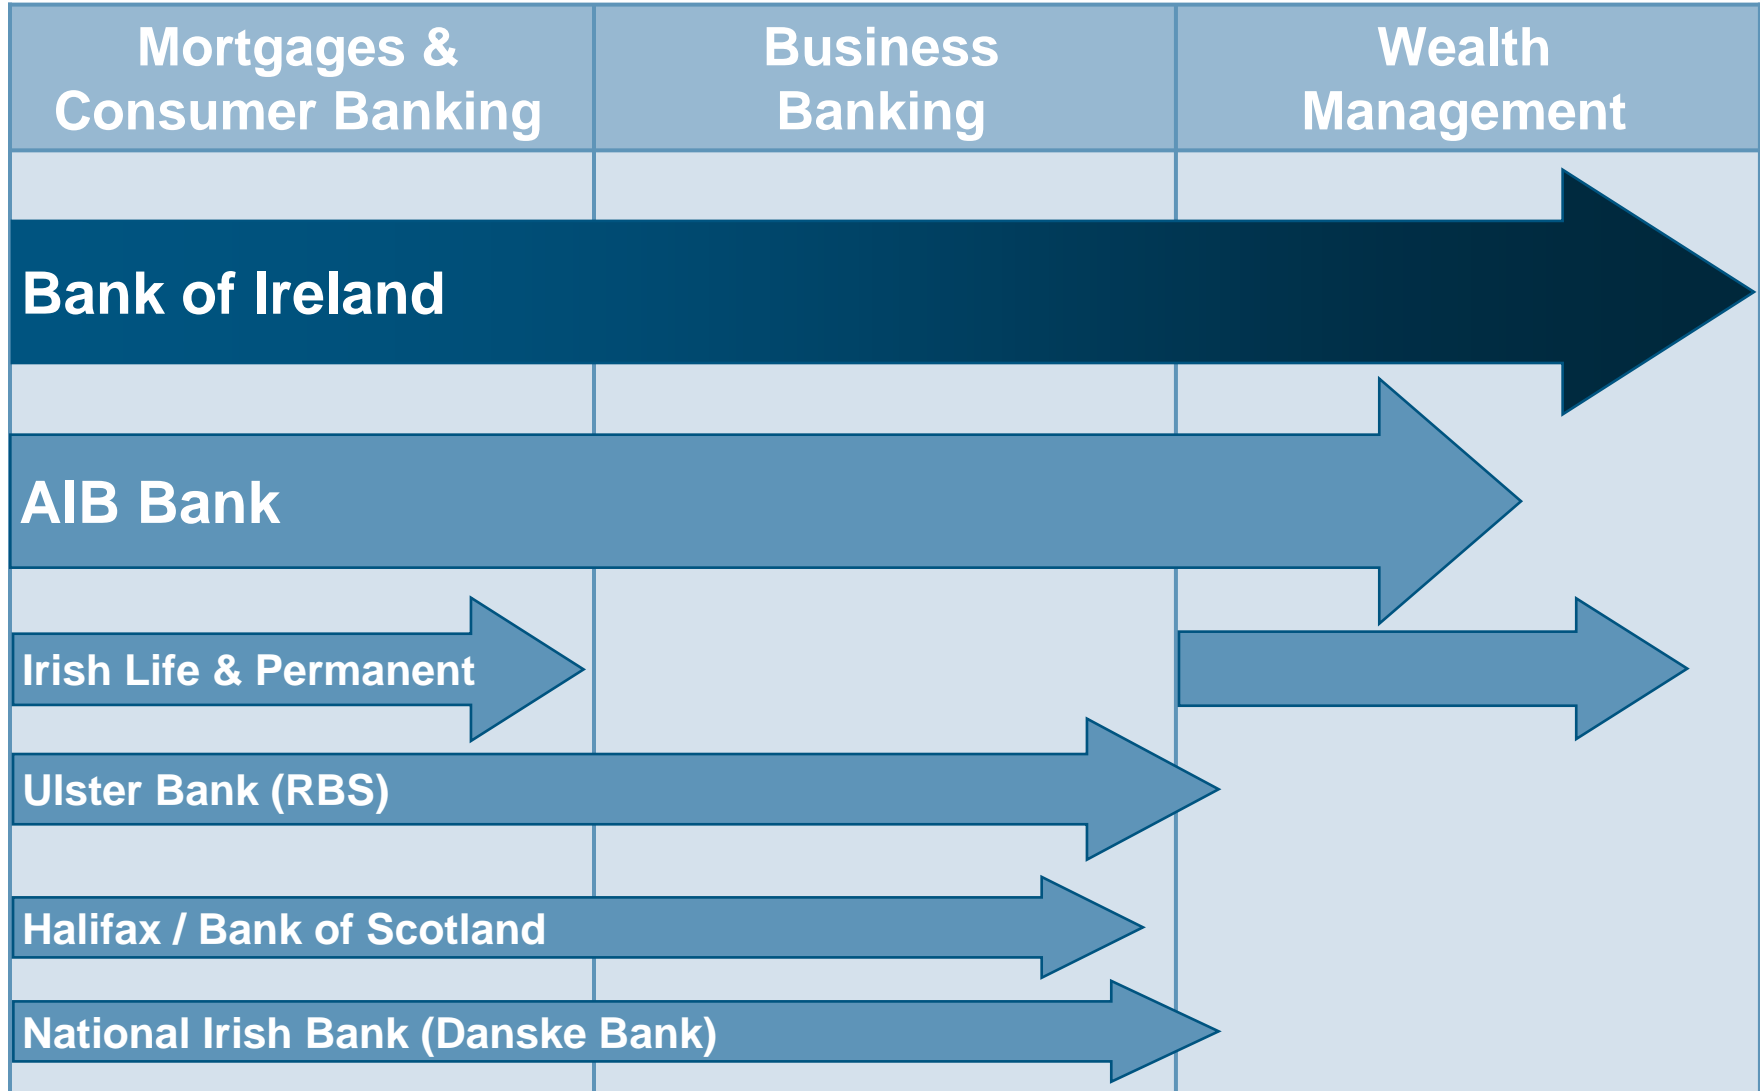 Mortgages &
Consumer Banking
Business
Banking
Wealth
Management
Bank of Ireland
AIB Bank
Irish Life & Permanent
Ulster Bank (RBS)
Halifax / Bank of Scotland
National Irish Bank (Danske Bank)